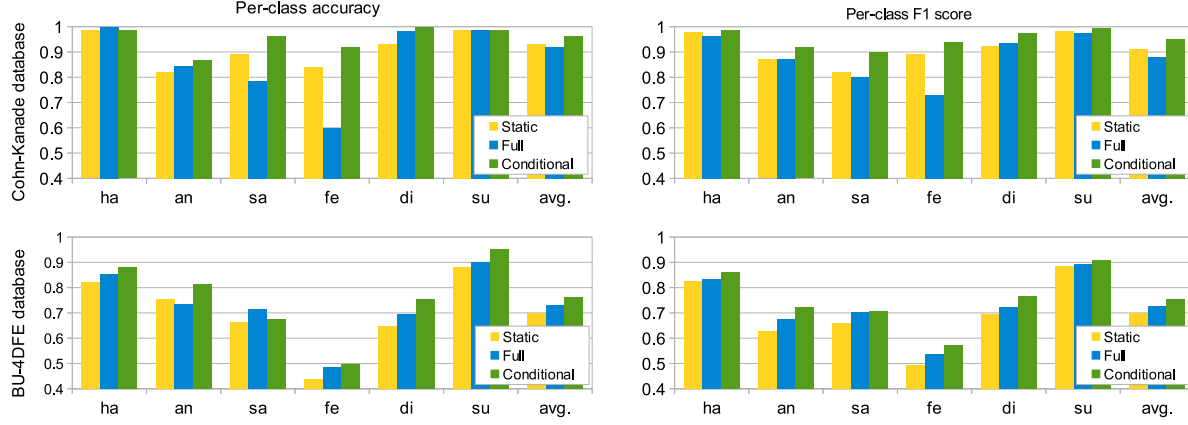 Per-class accuracy
Cohn-Kanade database
1
0.9
0.8
0.7
0.6
0.5
0.4
Static
Full
Conditional
ha an sa fe di su avg.
Per-class F1 score
1
0.9
0.8
0.7
0.6
0.5
0.4
Static
Full
Conditional
ha an sa fe di su avg.
BU-4DFE database
1
0.9
0.8
0.7
0.6
0.5
0.4
Static
Full
Conditional
ha an sa fe di su avg.
1
0.9
0.8
0.7
0.6
0.5
0.4
Static
Full
Conditional
ha an sa fe di su avg.